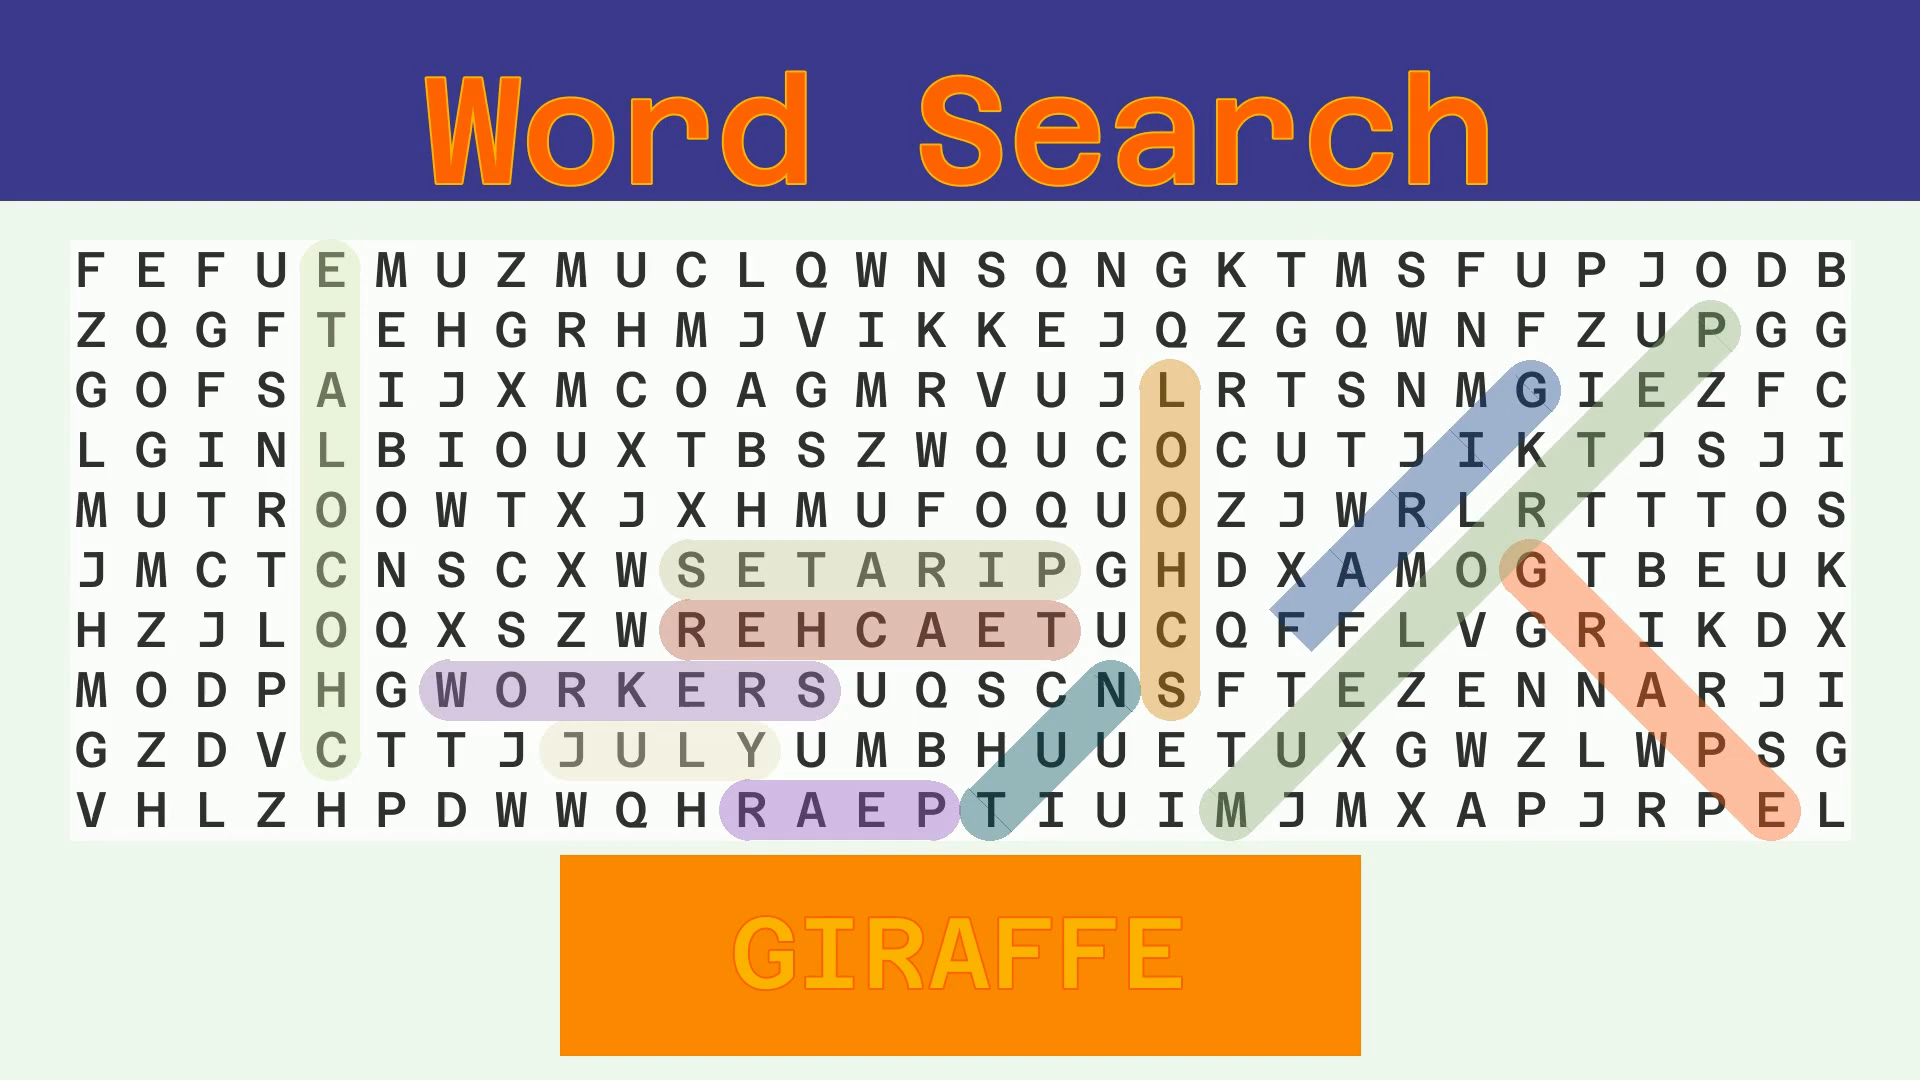 Word Search
F E F U E M U Z M U C L Q W N S Q N G K T M S F U P J O D B
Z Q G F T E H G R H M J V I K K E J Q Z G Q W N F Z U P G G
G O F S A I J X M C O A G M R V U J L R T S N M G I E Z F C
L G I N L B I O U X T B S Z W Q U C O C U T J I K T J S J I
M U T R O O W T X J X H M U F O Q U O Z J W R L R T T T O S
J M C T C N S C X W S E T A R I P G H D X A M O G T B E U K
H Z J L O Q X S Z W R E H C A E T U C Q F F L V G R I K D X
M O D P H G W O R K E R S U Q S C N S F T E Z E N N A R J I
G Z D V C T T J J U L Y U M B H U U E T U X G W Z L W P S G
V H L Z H P D W W Q H R A E P T I U I M J M X A P J R P E L
GIRAFFE